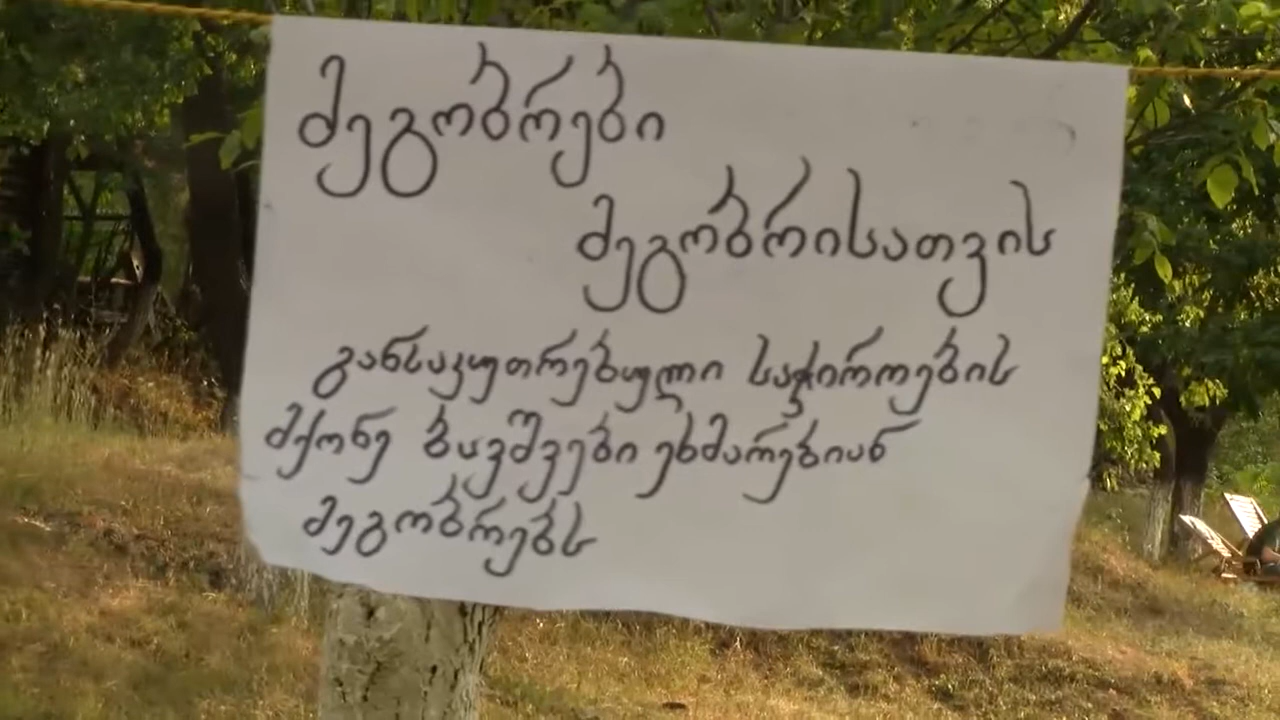 მეგობრები
მეგობრისათვის
განსაკუთრებული საჭიროების
მქონე ბავშვები ეხმარებიან
მეგობრებს